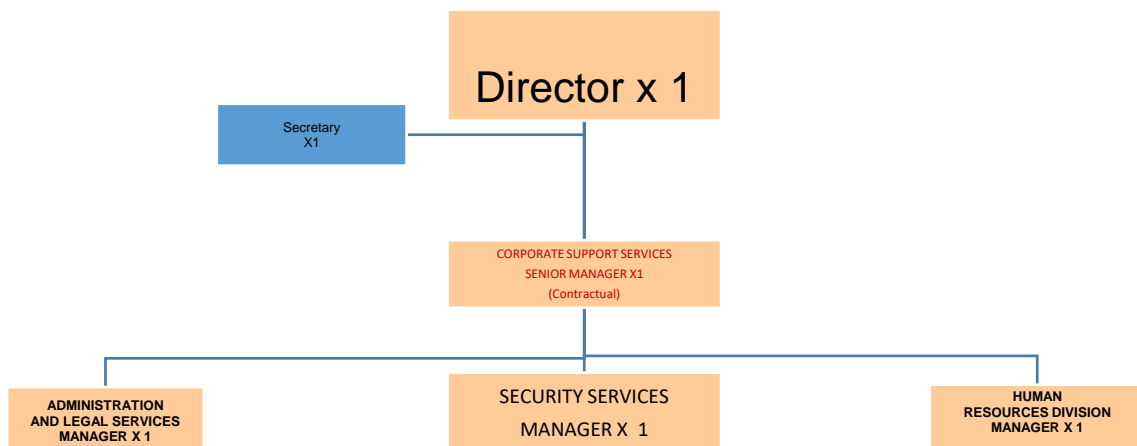 Director x 1
Secretary
X1
CORPORATE SUPPORT SERVICES
SENIOR MANAGER X1
(Contractual)
ADMINISTRATION
AND LEGAL SERVICES
MANAGER X 1
SECURITY SERVICES
MANAGER X 1
HUMAN
RESOURCES DIVISION
MANAGER X 1